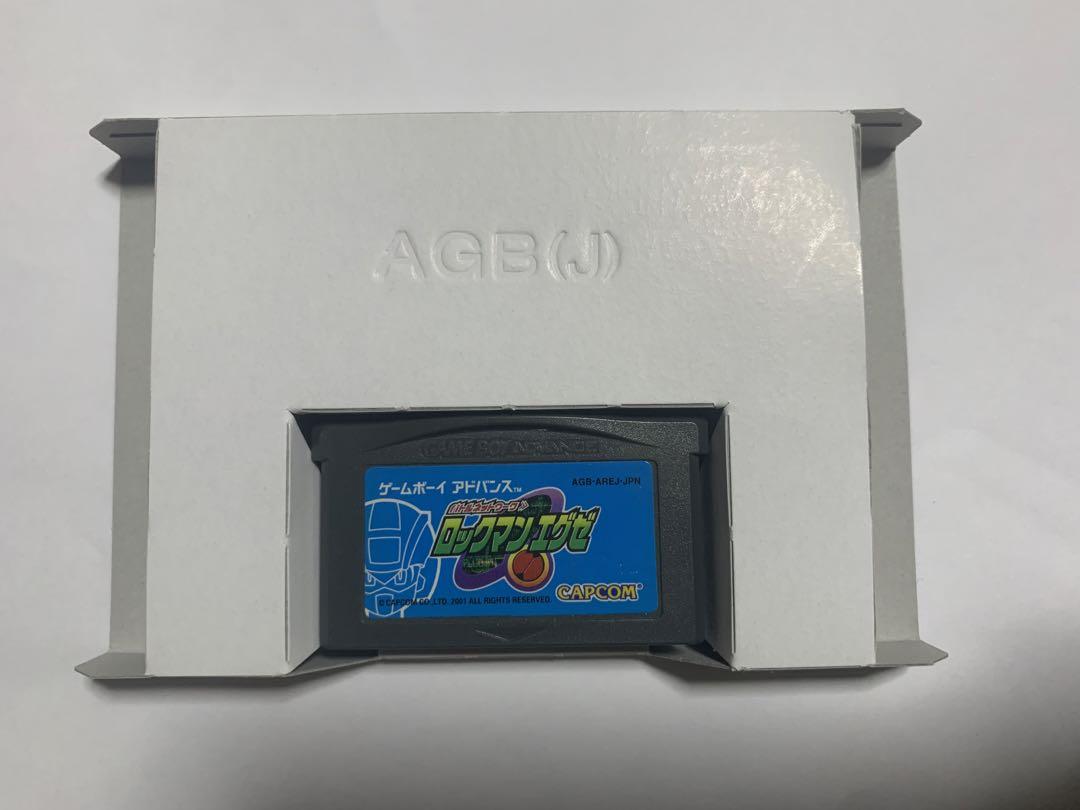 AGB(J)
GAME BOY ADVANCE
ゲームボーイ アドバンス™
AGB-AREJ-JPN
バトルネットワーク
ロックマンエグゼ
CAPCOM®
© CAPCOM CO.,LTD. 2001 ALL RIGHTS RESERVED.